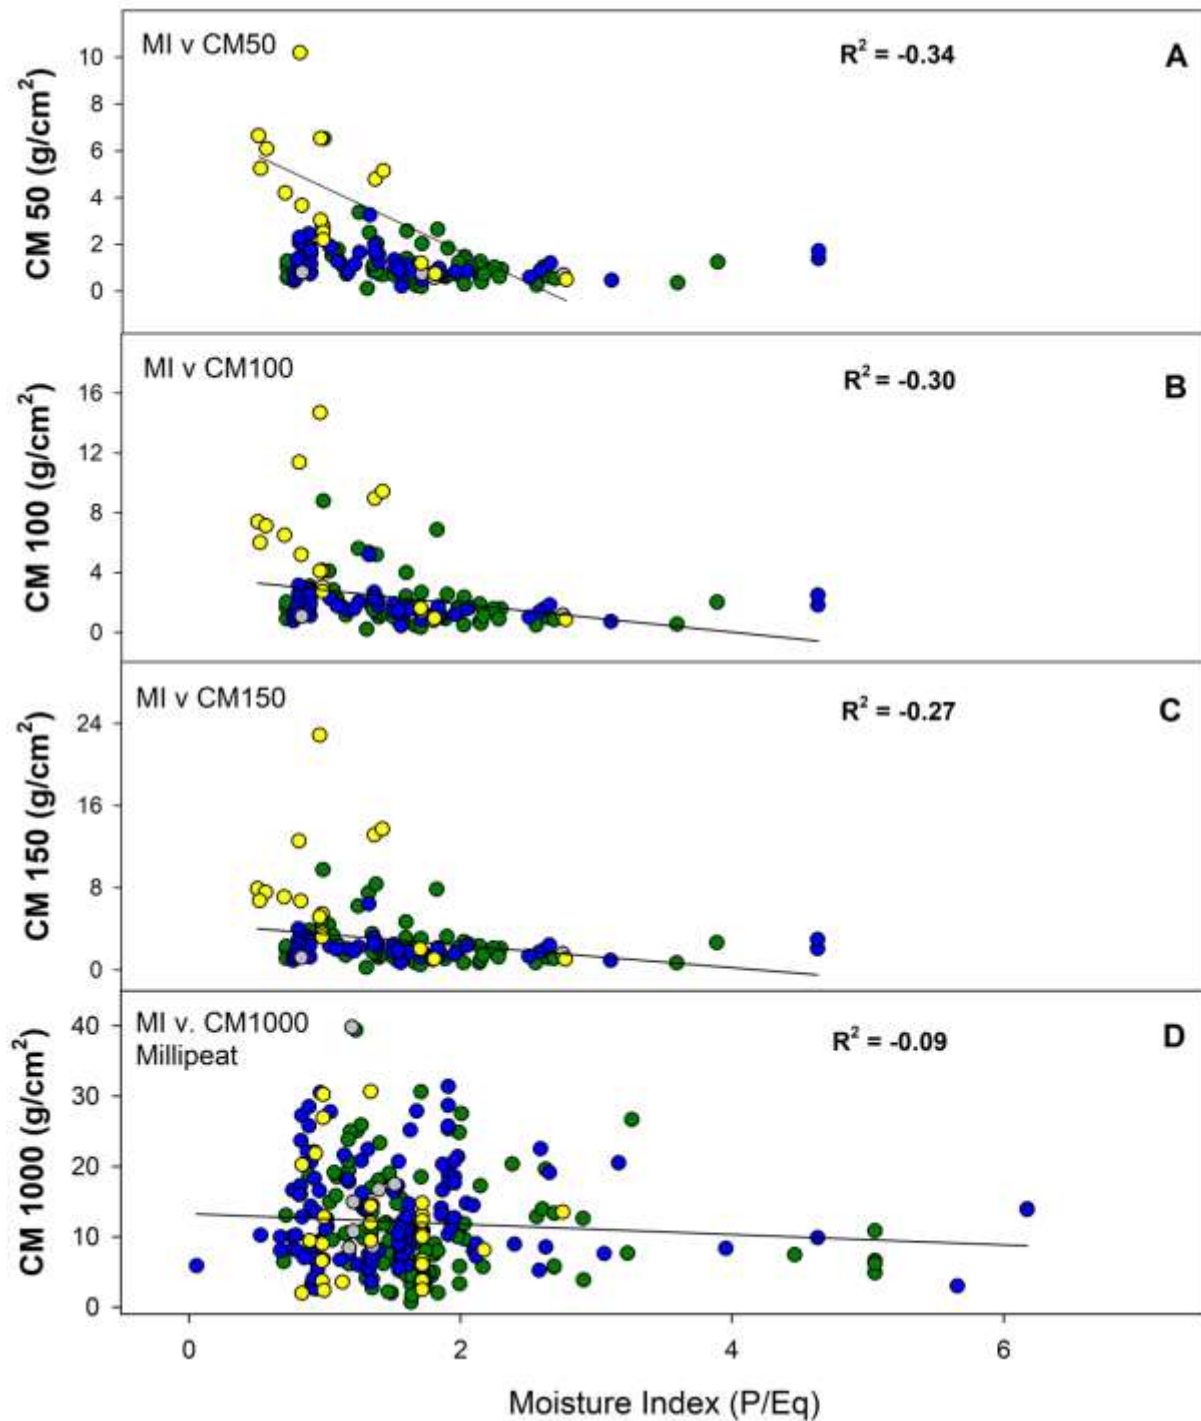 MI v CM50
R² = -0.34
A
CM 50 (g/cm²)
10
8
6
4
2
0
MI v CM100
R² = -0.30
B
CM 100 (g/cm²)
16
12
8
4
0
MI v CM150
R² = -0.27
C
CM 150 (g/cm²)
24
16
8
0
MI v. CM1000
Millipeat
R² = -0.09
D
CM 1000 (g/cm²)
40
30
20
10
0
0 2 4 6
Moisture Index (P/Eq)